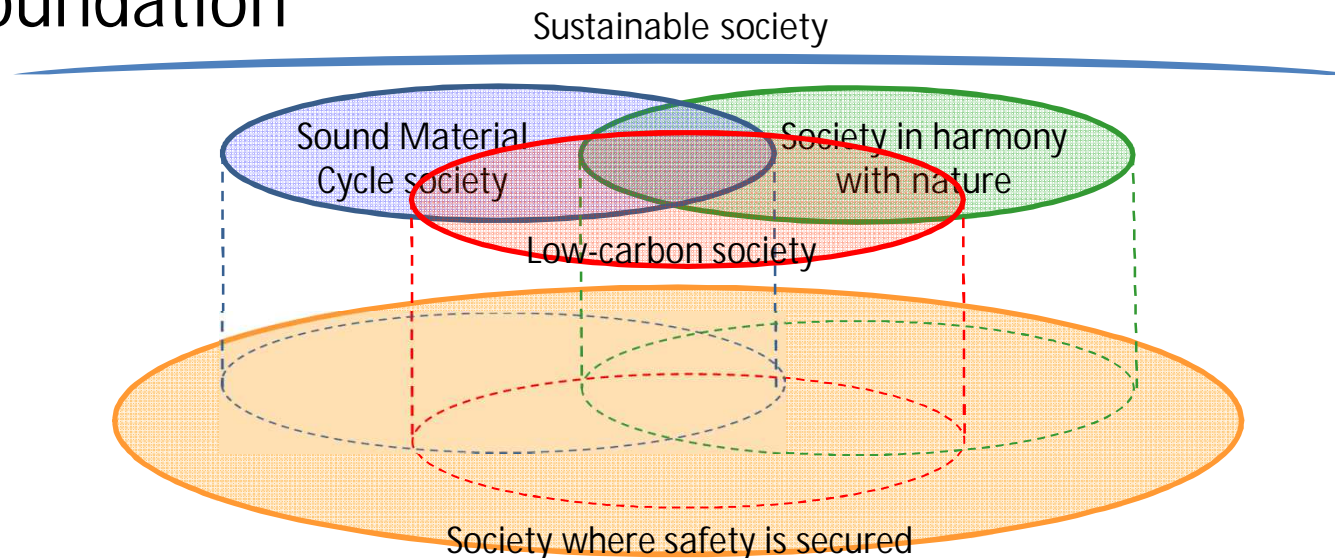 oundation
Sustainable society
Sound Material
Cycle society
Society in harmony
with nature
Low-carbon society
Society where safety is secured